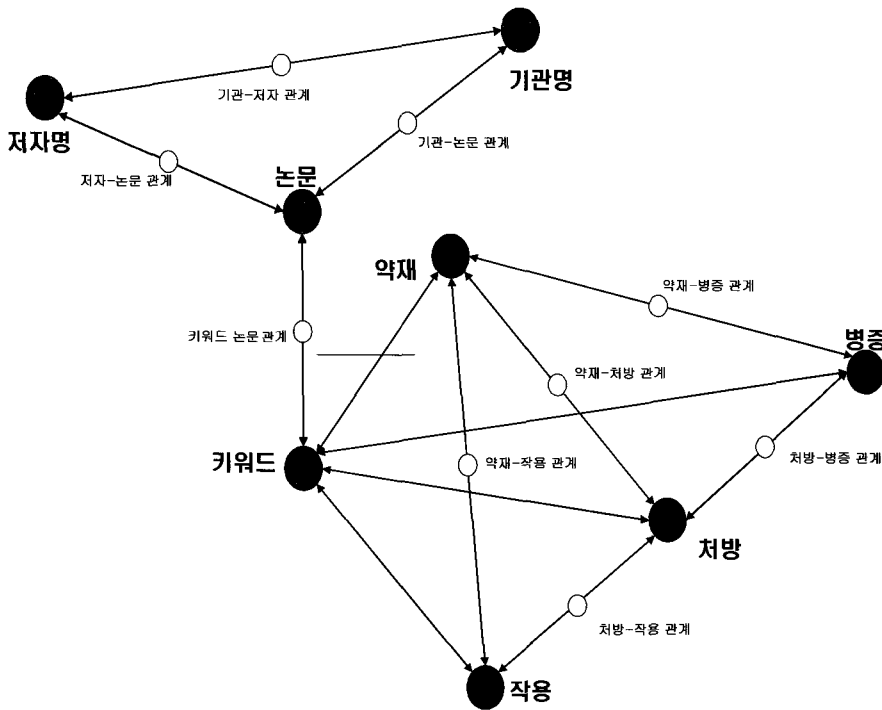 기관명
기관-저자 관계
저자명
기관-논문 관계
저자-논문 관계
논문
약재
약재-병증 관계
키워드 논문 관계
병증
약재-처방 관계
키워드
약재-작용 관계
처방-병증 관계
처방
처방-작용 관계
작용